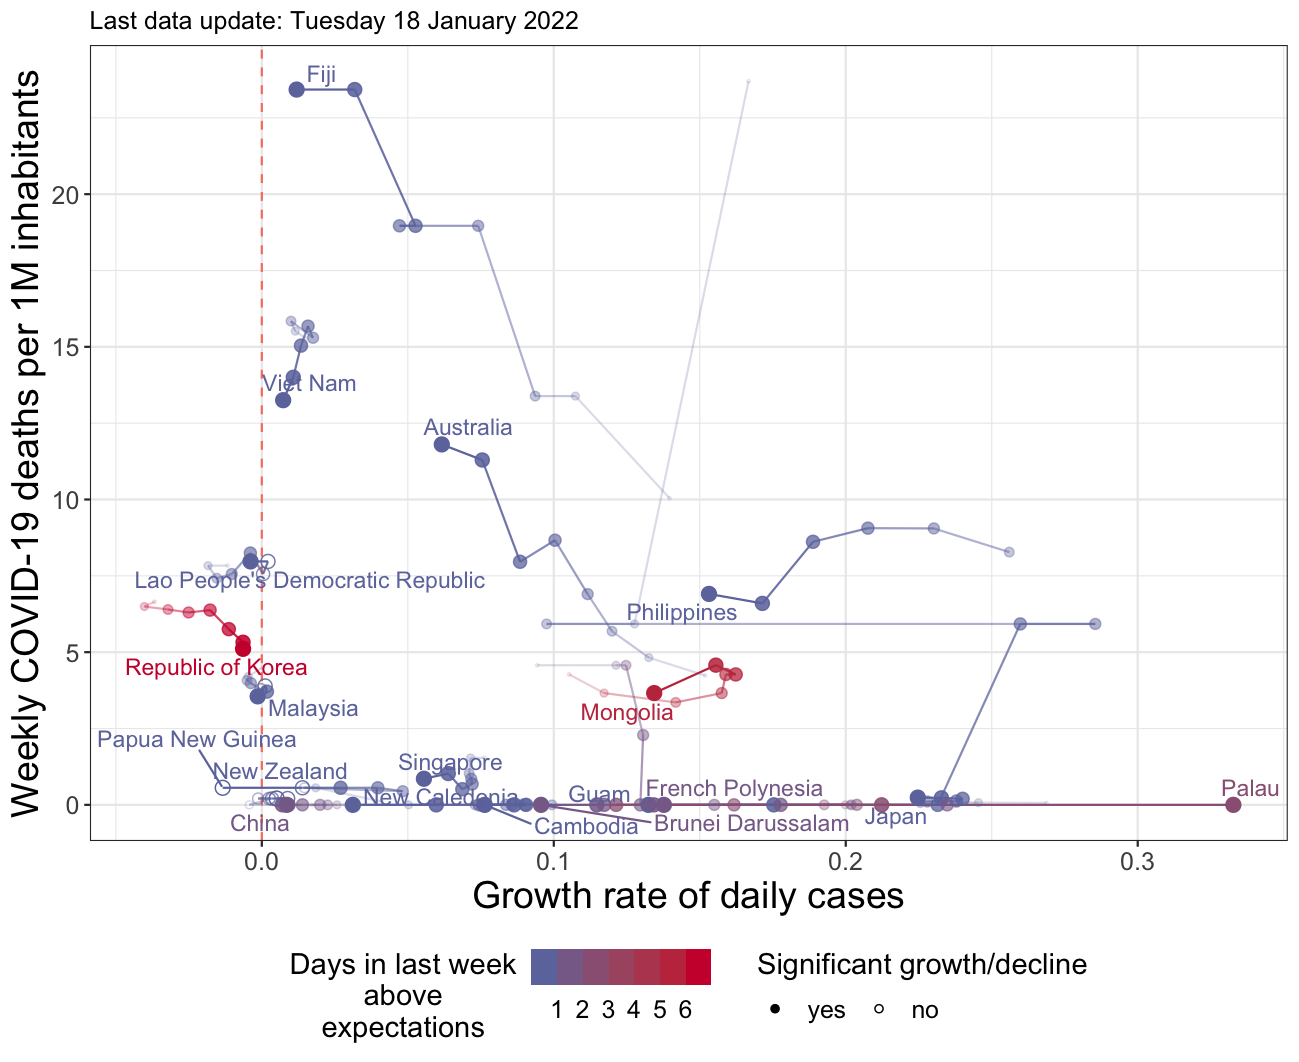 Last data update: Tuesday 18 January 2022
Weekly COVID-19 deaths per 1M inhabitants
20
15
10
5
0
Fiji
Viet Nam
Australia
Lao People's Democratic Republic
Philippines
Republic of Korea
Malaysia
Mongolia
Papua New Guinea
New Zealand
Singapore
New Caledonia
Guam
French Polynesia
Palau
China
Cambodia
Brunei Darussalam
Japan
0.0 0.1 0.2 0.3
Growth rate of daily cases
Days in last week
above
expectations
1 2 3 4 5 6
Significant growth/decline
yes no